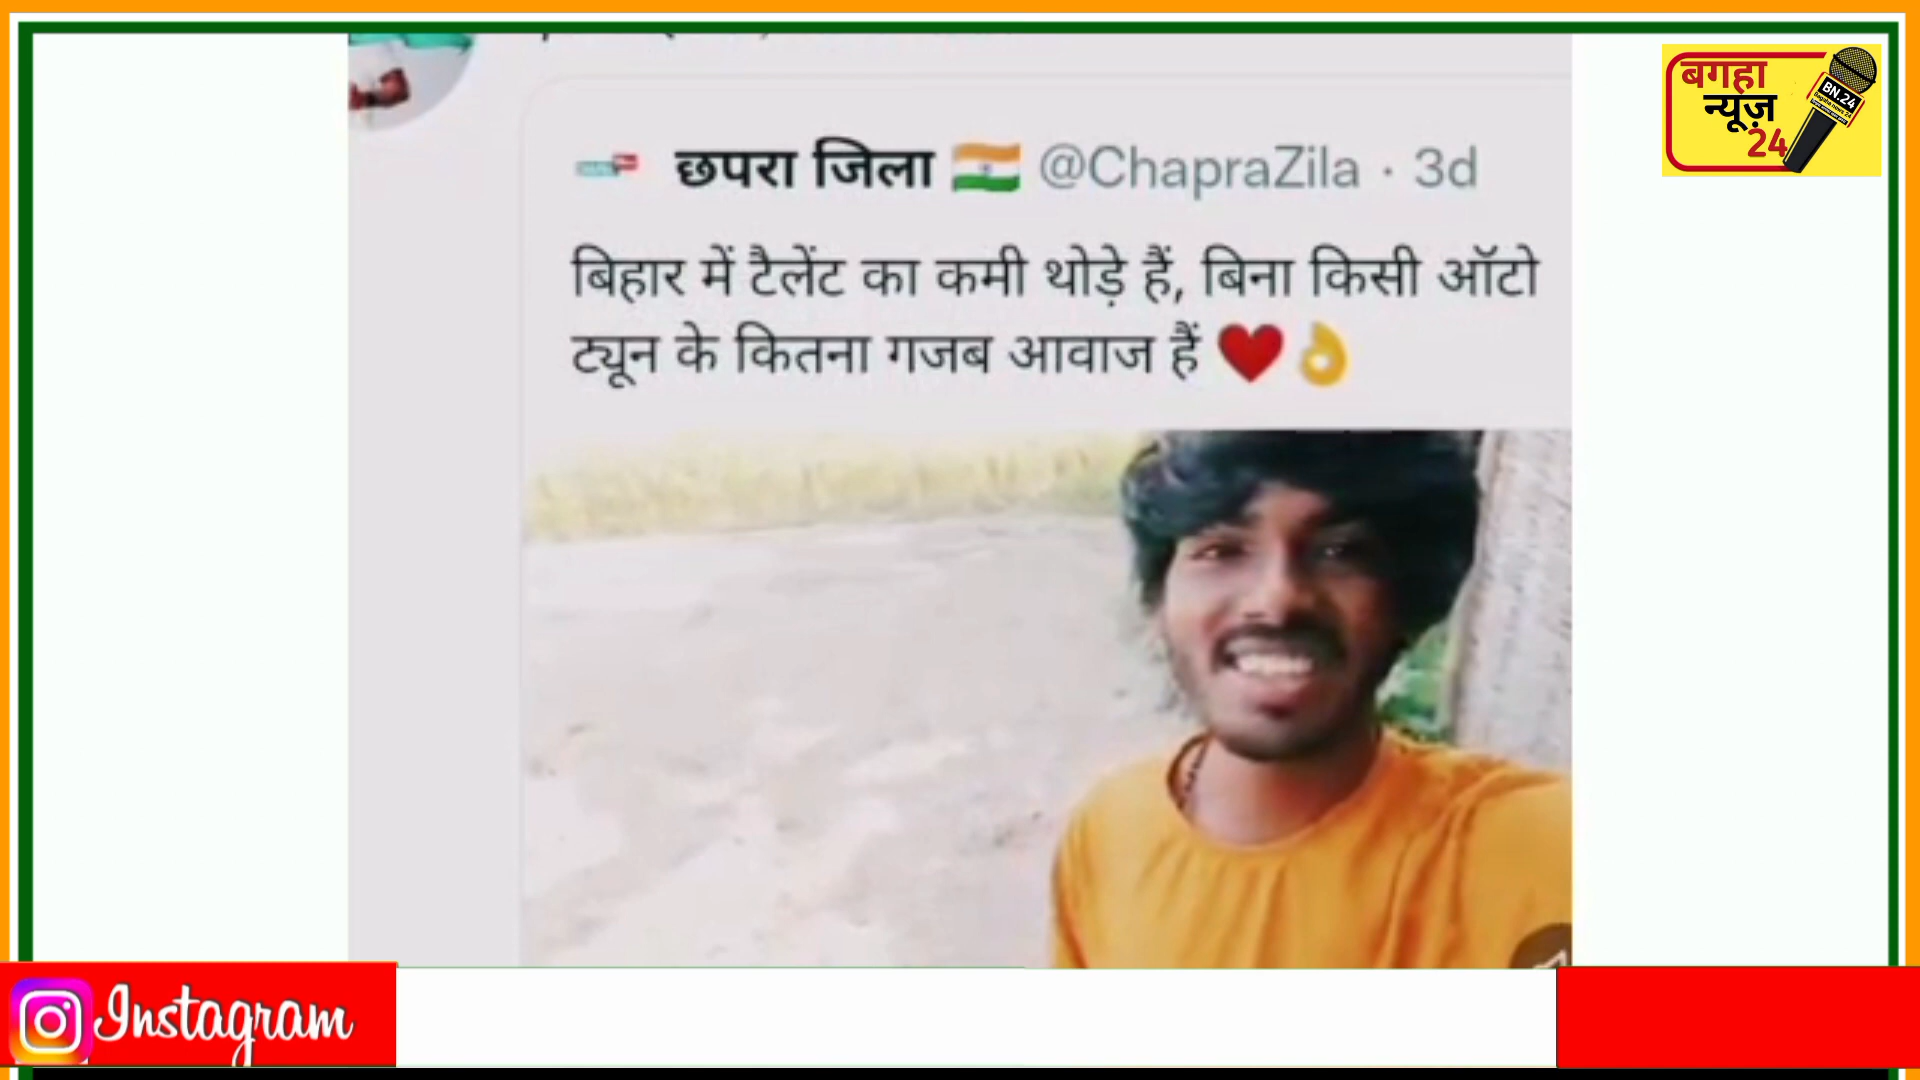 बगहा
न्यूज़
24
BN.24
छपरा जिला 🇮🇳 @ChapraZila · 3d
बिहार में टैलेंट का कमी थोड़े हैं, बिना किसी ऑटो
ट्यून के कितना गजब आवाज हैं ❤️👌
Instagram